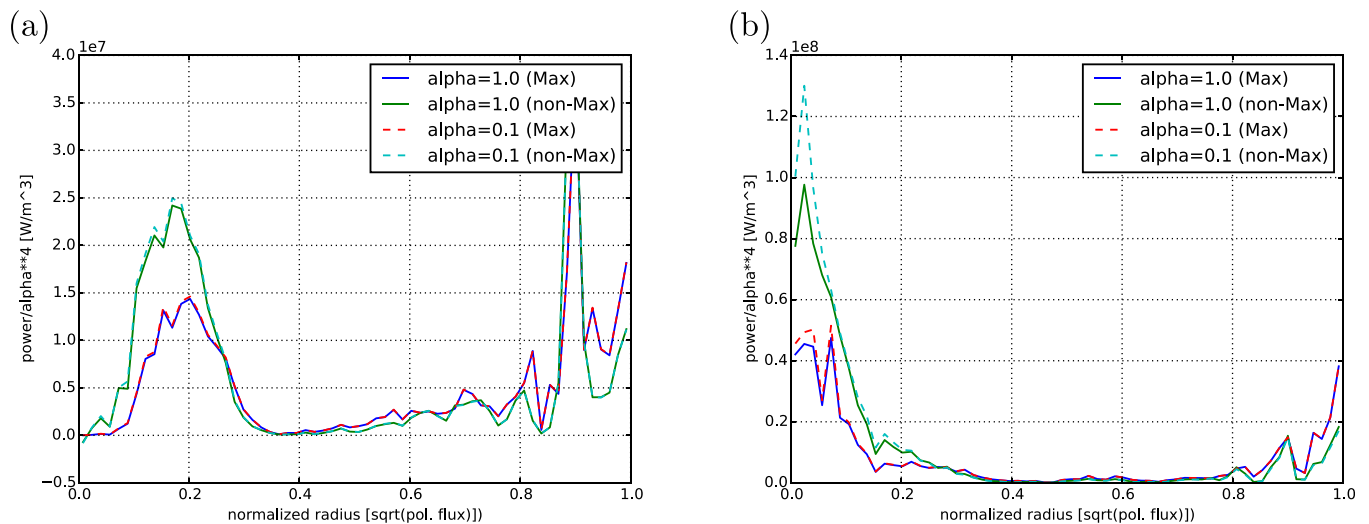 (a)
1e7
4.0
3.5
3.0
2.5
2.0
1.5
1.0
0.5
0.0
−0.5
power/alpha**4 [W/m^3]
alpha=1.0 (Max)
alpha=1.0 (non-Max)
alpha=0.1 (Max)
alpha=0.1 (non-Max)
0.0 0.2 0.4 0.6 0.8 1.0
normalized radius [sqrt(pol. flux)])
(b)
1e8
1.4
1.2
1.0
0.8
0.6
0.4
0.2
0.0
power/alpha**4 [W/m^3]
alpha=1.0 (Max)
alpha=1.0 (non-Max)
alpha=0.1 (Max)
alpha=0.1 (non-Max)
0.0 0.2 0.4 0.6 0.8 1.0
normalized radius [sqrt(pol. flux)])